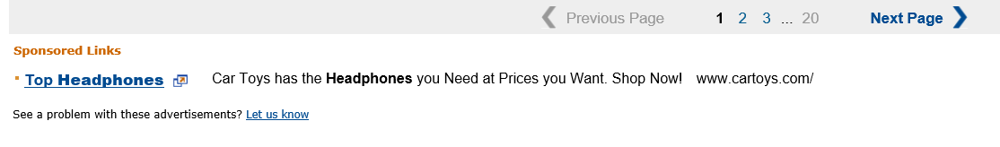 Previous Page 1 2 3 ... 20 Next Page
Sponsored Links
Top Headphones Car Toys has the Headphones you Need at Prices you Want. Shop Now! www.cartoys.com/
See a problem with these advertisements? Let us know